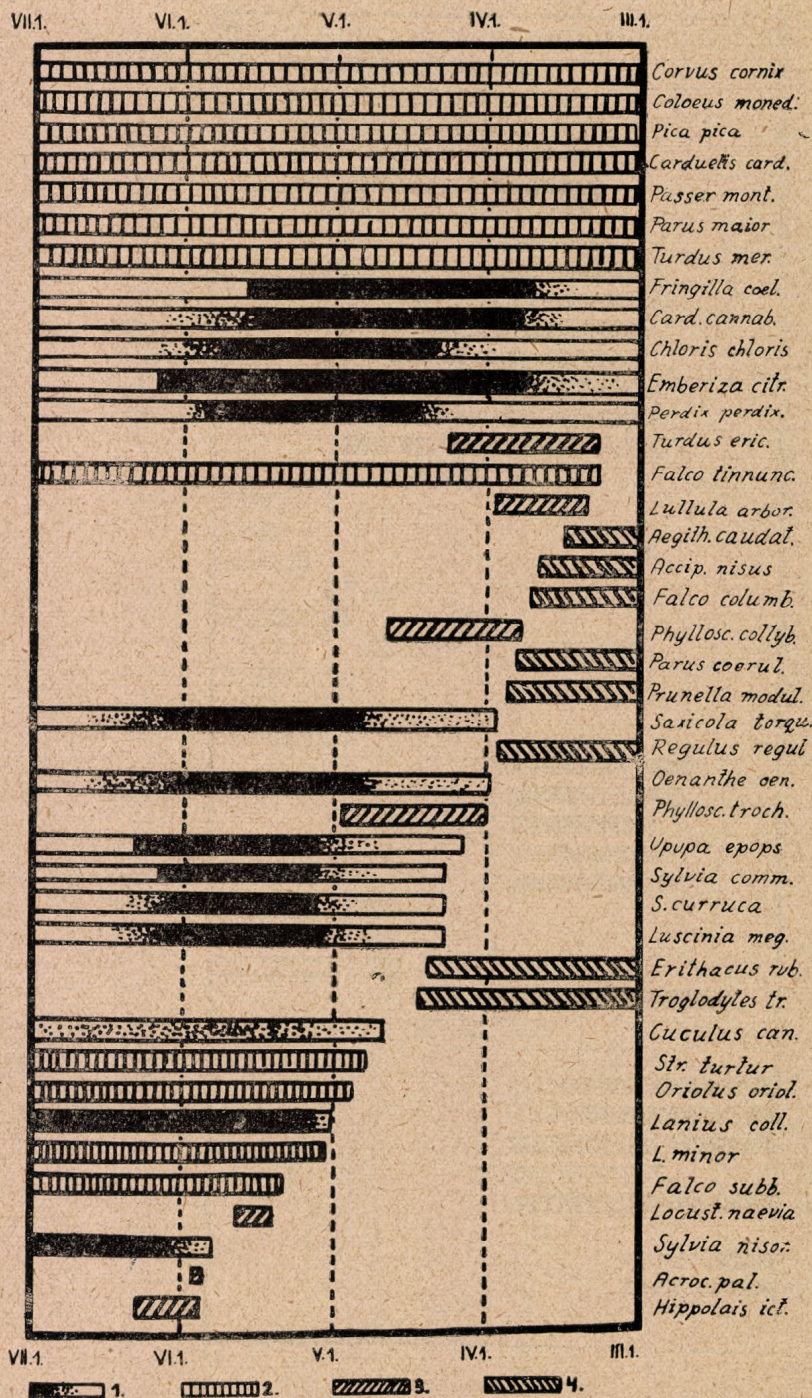 VII.1. VI.1. V.1. IV.1. III.1.
Corvus cornix
Coloeus moned.
Pica pica
Carduelis card.
Passer mont.
Parus maior
Turdus mer.
Fringilla coel.
Card. cannab.
Chloris chloris
Emberiza citr.
Perdix perdix.
Turdus eric.
Falco tinnunc.
Lullula arbor.
Aegith. caudat.
Accip. nisus
Falco columb.
Phyllosc. collyb.
Parus coerul.
Prunella modul.
Saxicola torqu.
Regulus regul
Oenanthe oen.
Phyllosc. troch.
Upupa epops
Sylvia comm.
S. curruca
Luscinia meg.
Erithacus rub.
Troglodytes tr.
Cuculus can.
Str. turtur
Oriolus oriol.
Lanius coll.
L. minor
Falco subb.
Locust. naevia
Sylvia nisor.
Acroc. pal.
Hippolais ict.
VII.1. VI.1. V.1. IV.1. III.1.
1. 2. 3. 4.